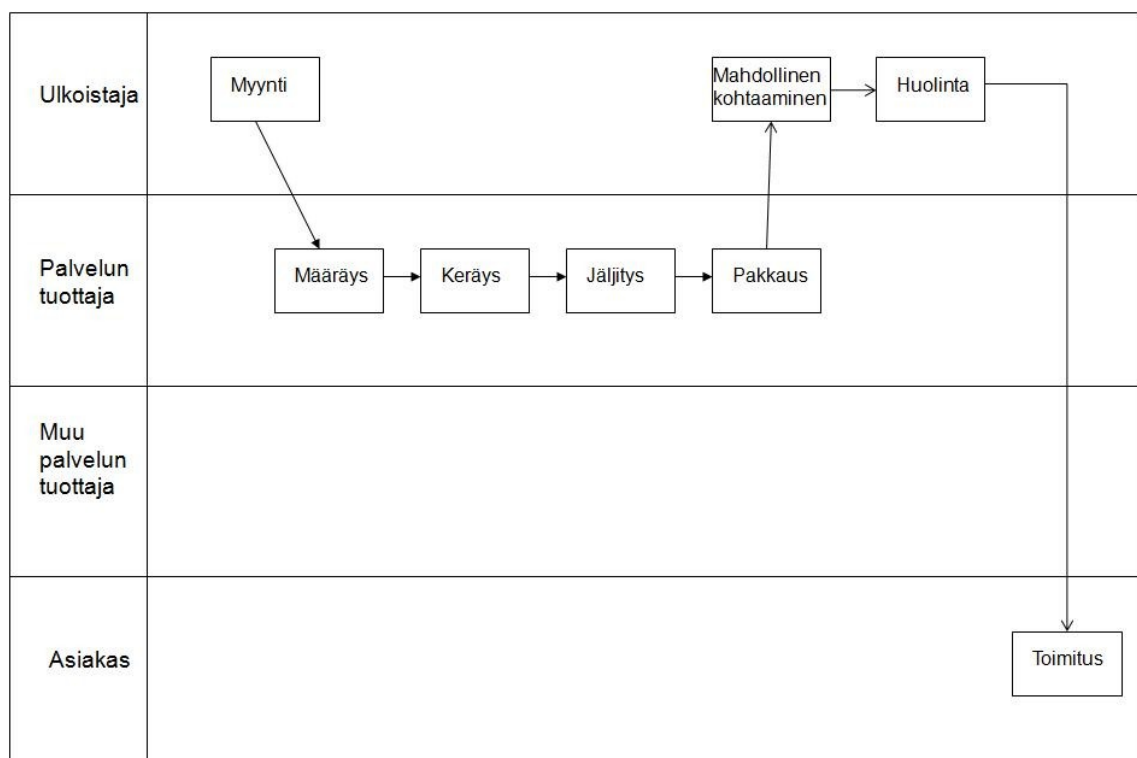 Ulkoistaja
Myynti
Mahdollinen
kohtaaminen
Huolinta
Palvelun
tuottaja
Määräys
Keräys
Jäljitys
Pakkaus
Muu
palvelun
tuottaja
Asiakas
Toimitus